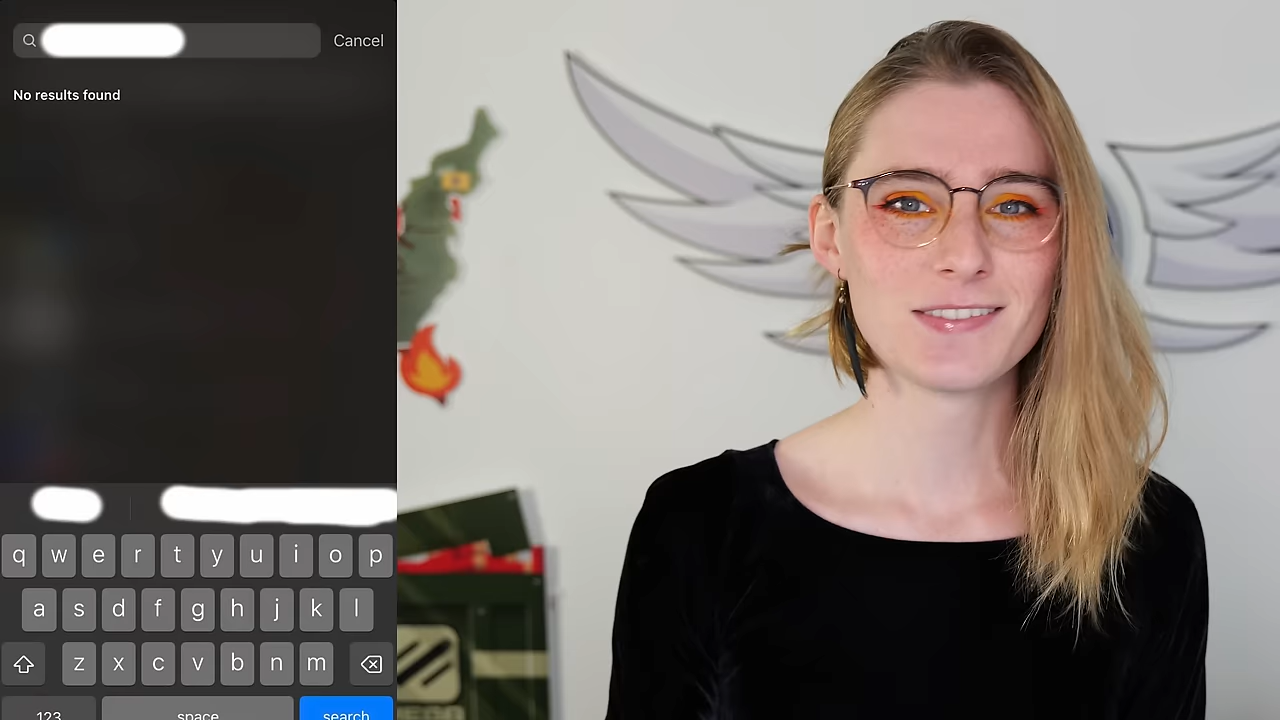 Cancel
No results found
q w e r t y u i o p
a s d f g h j k l
z x c v b n m
123 space search